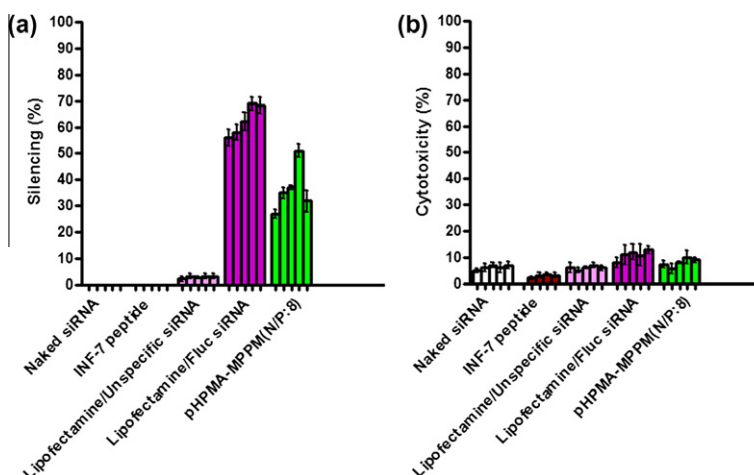 (a)
Silencing (%)
100
90
80
70
60
50
40
30
20
10
0
Naked siRNA
INF-7 peptide
Lipofectamine/Unspecific siRNA
Lipofectamine/Fluc siRNA
pHPMA-MPPM(N/P:8)
(b)
Cytotoxicity (%)
100
90
80
70
60
50
40
30
20
10
0
Naked siRNA
INF-7 peptide
Lipofectamine/Unspecific siRNA
Lipofectamine/Fluc siRNA
pHPMA-MPPM(N/P:8)